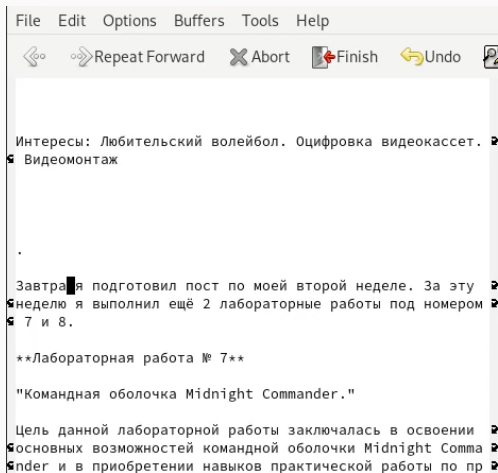 File Edit Options Buffers Tools Help
Repeat Forward Abort Finish Undo
Интересы: Любительский волейбол. Оцифровка видеокассет.
Видеомонтаж
.
Завтра я подготовил пост по моей второй неделе. За эту
неделю я выполнил ещё 2 лабораторные работы под номером
7 и 8.
**Лабораторная работа № 7**
"Командная оболочка Midnight Commander."
Цель данной лабораторной работы заключалась в освоении
основных возможностей командной оболочки Midnight Comma
nder и в приобретении навыков практической работы по пр